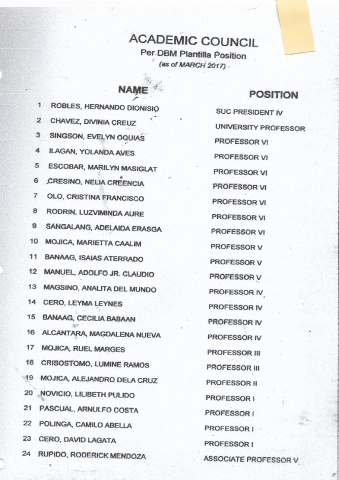 ACADEMIC COUNCIL
Per DBM Plantilla Position
(as of MARCH 2017)
NAME POSITION
1 ROBLES, HERNANDO DIONISIO SUC PRESIDENT IV
2 CHAVEZ, DIVINIA CREUZ UNIVERSITY PROFESSOR
3 SINGSON, EVELYN OQUIAS PROFESSOR VI
4 ILAGAN, YOLANDA AVES PROFESSOR VI
5 ESCOBAR, MARILYN MASIGLAT PROFESSOR VI
6 CRESINO, NELIA CREENCIA PROFESSOR VI
7 OLO, CRISTINA FRANCISCO PROFESSOR VI
8 RODRIN, LUZVIMINDA AURE PROFESSOR VI
9 SANGALANG, ADELAIDA ERASGA PROFESSOR VI
10 MOJICA, MARIETTA CAALIM PROFESSOR V
11 BANAAG, ISAIAS ATERRADO PROFESSOR V
12 MANUEL, ADOLFO JR. CLAUDIO PROFESSOR V
13 MAGSINO, ANALITA DEL MUNDO PROFESSOR IV
14 CERO, LEYMA LEYNES PROFESSOR IV
15 BANAAG, CECILIA BABAAN PROFESSOR IV
16 ALCANTARA, MAGDALENA NUEVA PROFESSOR IV
17 MOJICA, RUEL MARGES PROFESSOR III
18 CRISOSTOMO, LUMINE RAMOS PROFESSOR III
19 MOJICA, ALEJANDRO DELA CRUZ PROFESSOR II
20 NOVICIO, LILIBETH PULIDO PROFESSOR I
21 PASCUAL, ARNULFO COSTA PROFESSOR I
22 POLINGA, CAMILO ABELLA PROFESSOR I
23 CERO, DAVID LAGATA PROFESSOR I
24 RUPIDO, RODERICK MENDOZA ASSOCIATE PROFESSOR V